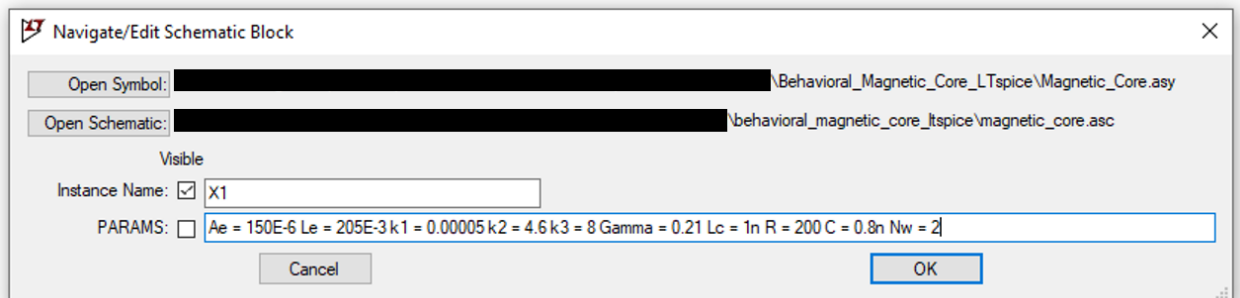 Navigate/Edit Schematic Block
Open Symbol: \Behavioral_Magnetic_Core_LTspice\Magnetic_Core.asy
Open Schematic: \behavioral_magnetic_core_ltspice\magnetic_core.asc
Visible
Instance Name: X1
PARAMS: Ae = 150E-6 Le = 205E-3 k1 = 0.00005 k2 = 4.6 k3 = 8 Gamma = 0.21 Lc = 1n R = 200 C = 0.8n Nw = 2
Cancel OK